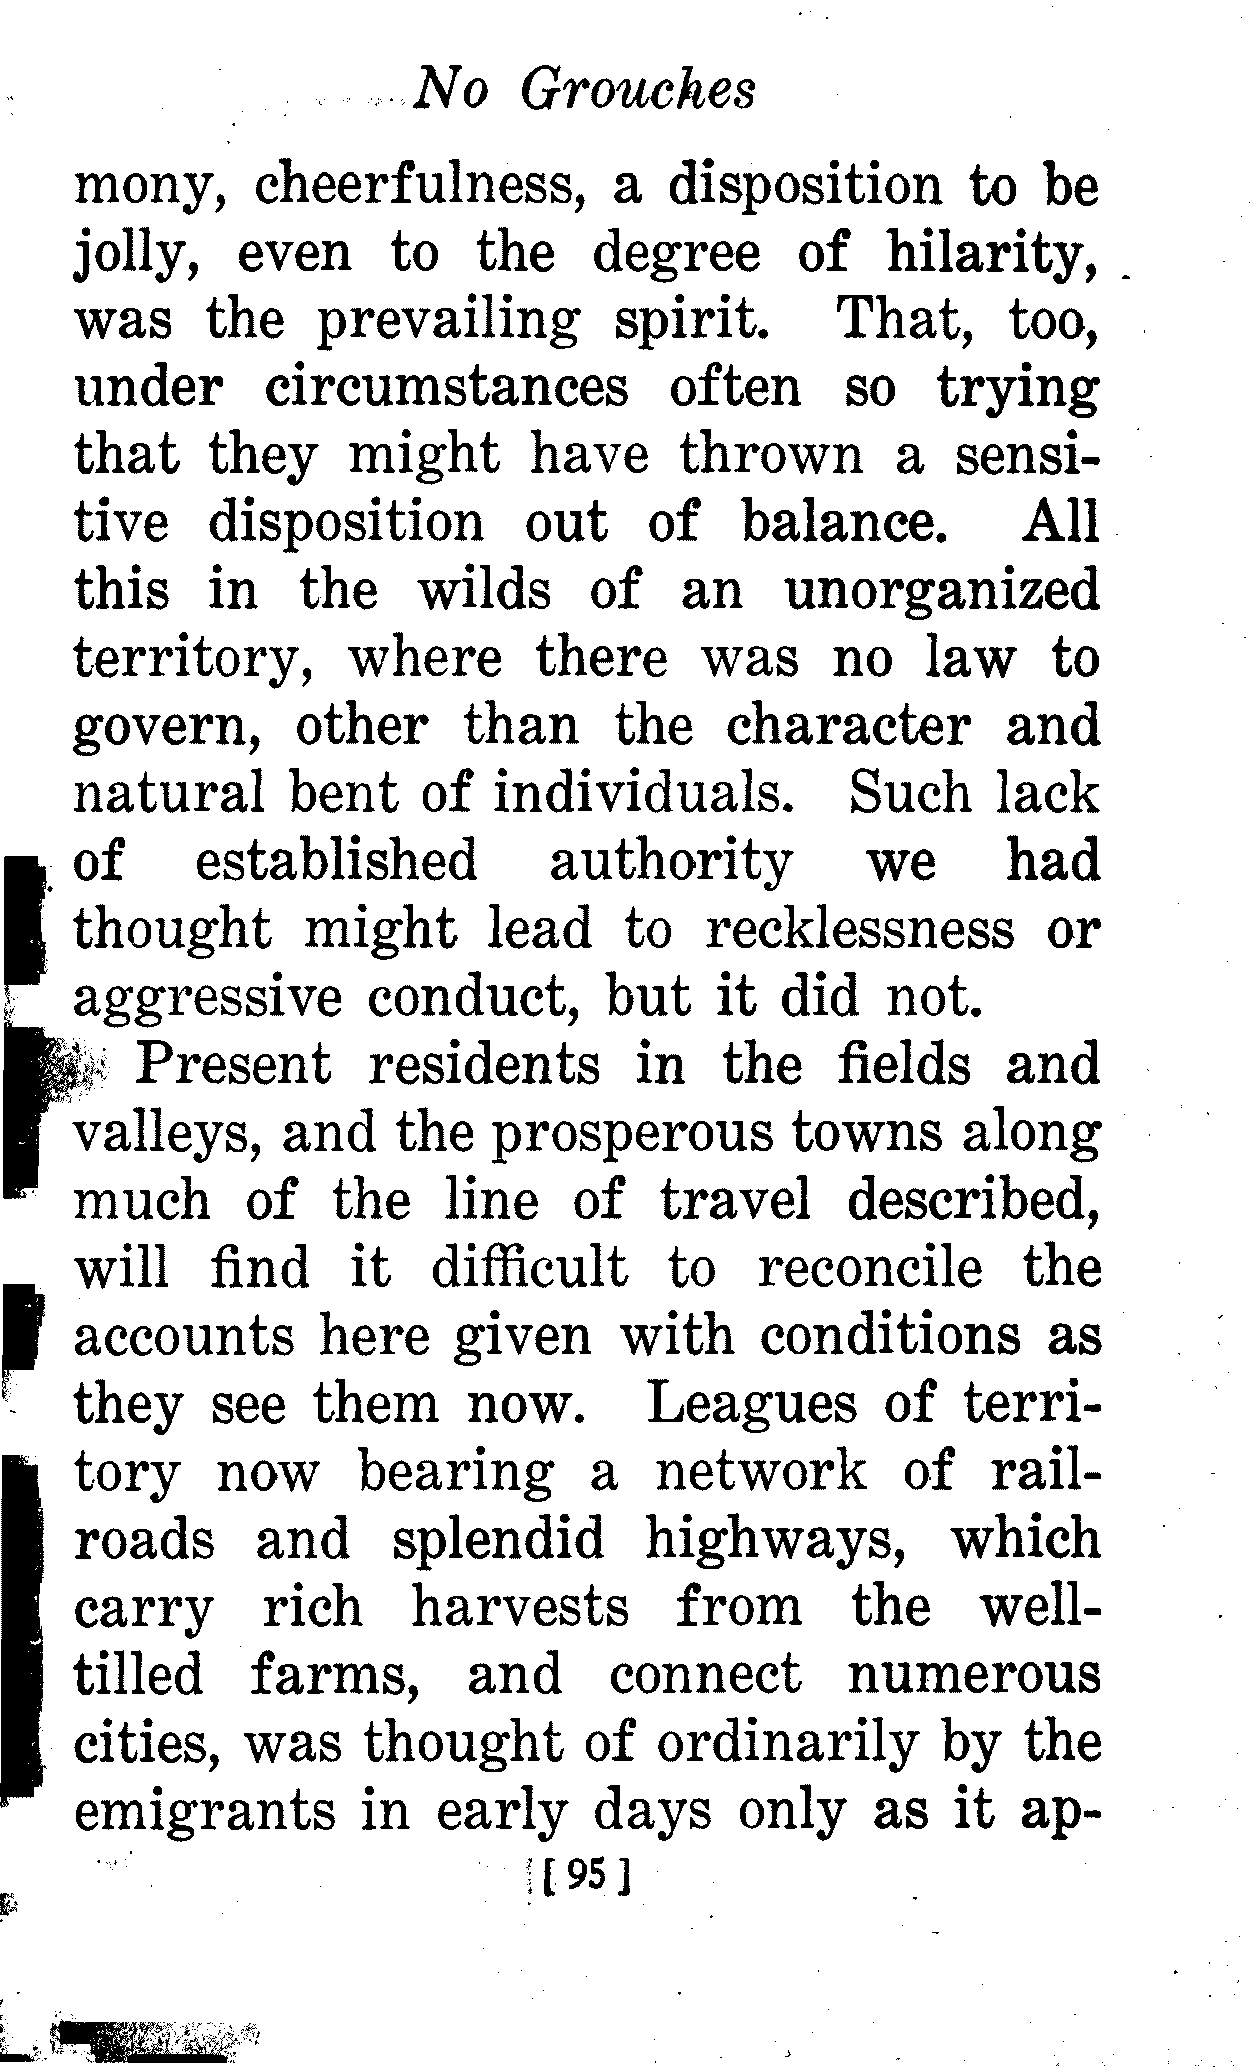 No Grouches
mony, cheerfulness, a disposition to be
jolly, even to the degree of hilarity,
was the prevailing spirit. That, too,
under circumstances often so trying
that they might have thrown a sensi-
tive disposition out of balance. All
this in the wilds of an unorganized
territory, where there was no law to
govern, other than the character and
natural bent of individuals. Such lack
of established authority we had
thought might lead to recklessness or
aggressive conduct, but it did not.
Present residents in the fields and
valleys, and the prosperous towns along
much of the line of travel described,
will find it difficult to reconcile the
accounts here given with conditions as
they see them now. Leagues of terri-
tory now bearing a network of rail-
roads and splendid highways, which
carry rich harvests from the well-
tilled farms, and connect numerous
cities, was thought of ordinarily by the
emigrants in early days only as it ap-
[ 95 ]